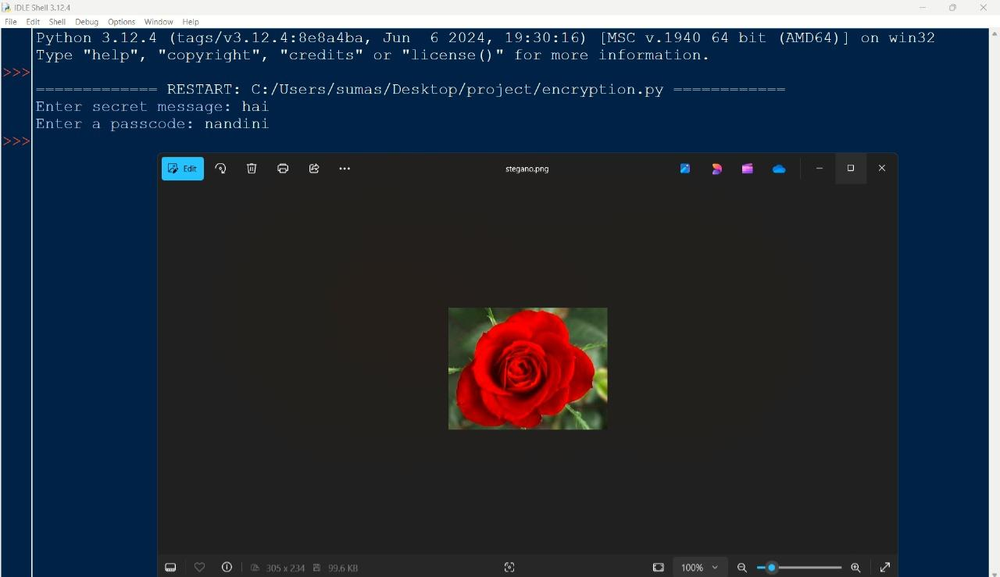 IDLE Shell 3.12.4
File Edit Shell Debug Options Window Help
Python 3.12.4 (tags/v3.12.4:8e8a4ba, Jun  6 2024, 19:30:16) [MSC v.1940 64 bit (AMD64)] on win32
Type "help", "copyright", "credits" or "license()" for more information.
>>>
============= RESTART: C:/Users/sumas/Desktop/project/encryption.py ============
Enter secret message: hai
Enter a passcode: nandini
>>>
Edit stegano.png
305 x 234 99.6 KB 100%